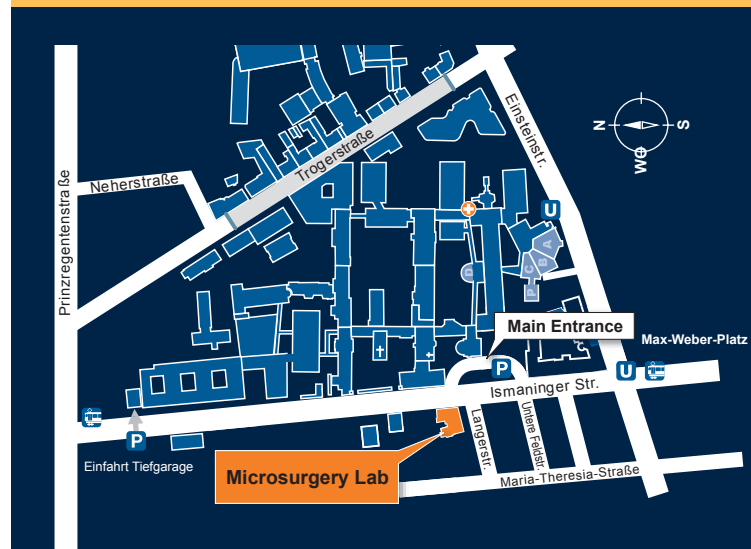 Einsteinstr.
N
S
W
Trogerstraße
Neherstraße
Prinzregentenstraße
U
D
A
B
C
P
Main Entrance
Max-Weber-Platz
P
U
Ismaninger Str.
P
Einfahrt Tiefgarage
Langerstr.
Untere Feldstr.
Microsurgery Lab
Maria-Theresia-Straße